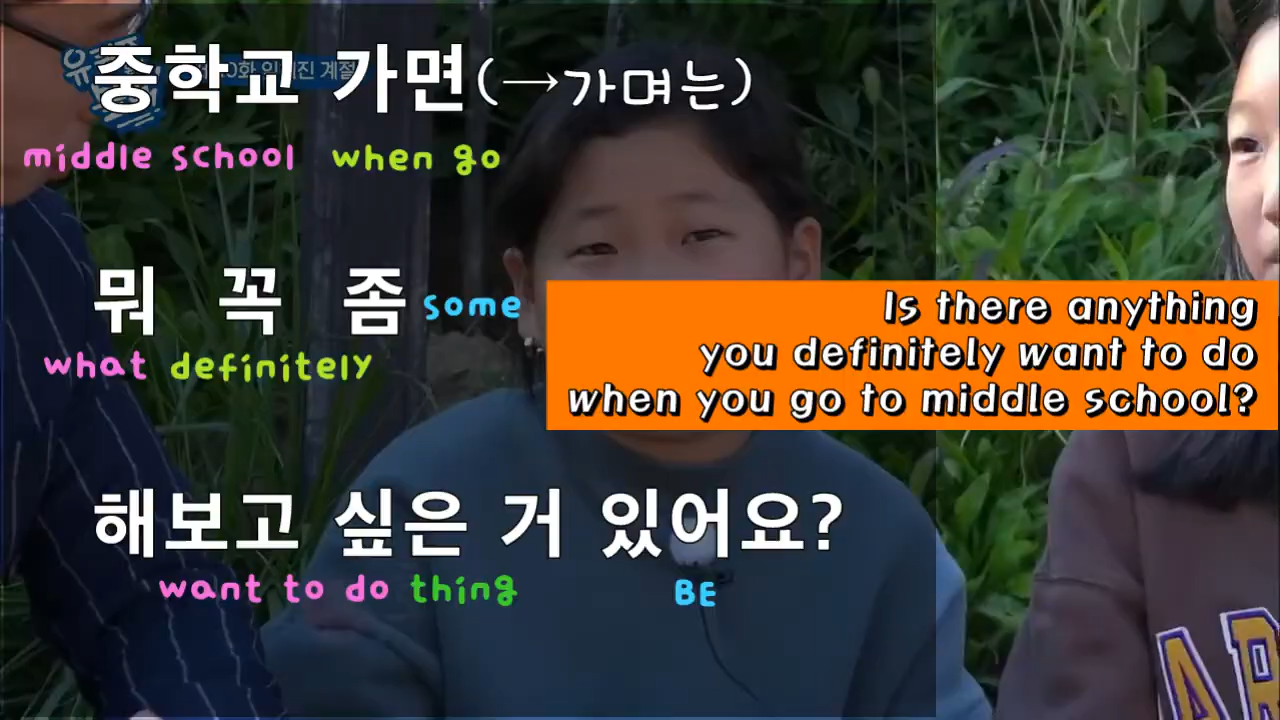 중학교 가면(→가며는)
middle school when go
뭐 꼭 좀 some
what definitely
Is there anything
you definitely want to do
when you go to middle school?
해보고 싶은 거 있어요?
want to do thing BE